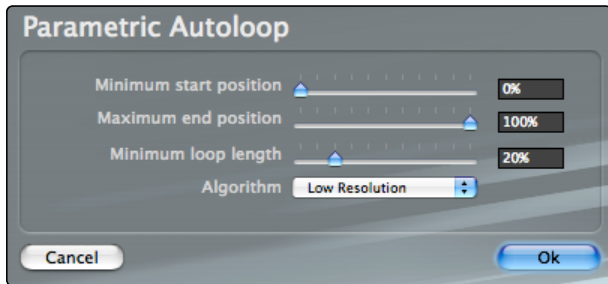 Parametric Autoloop
Minimum start position 0%
Maximum end position 100%
Minimum loop length 20%
Algorithm Low Resolution
Cancel Ok